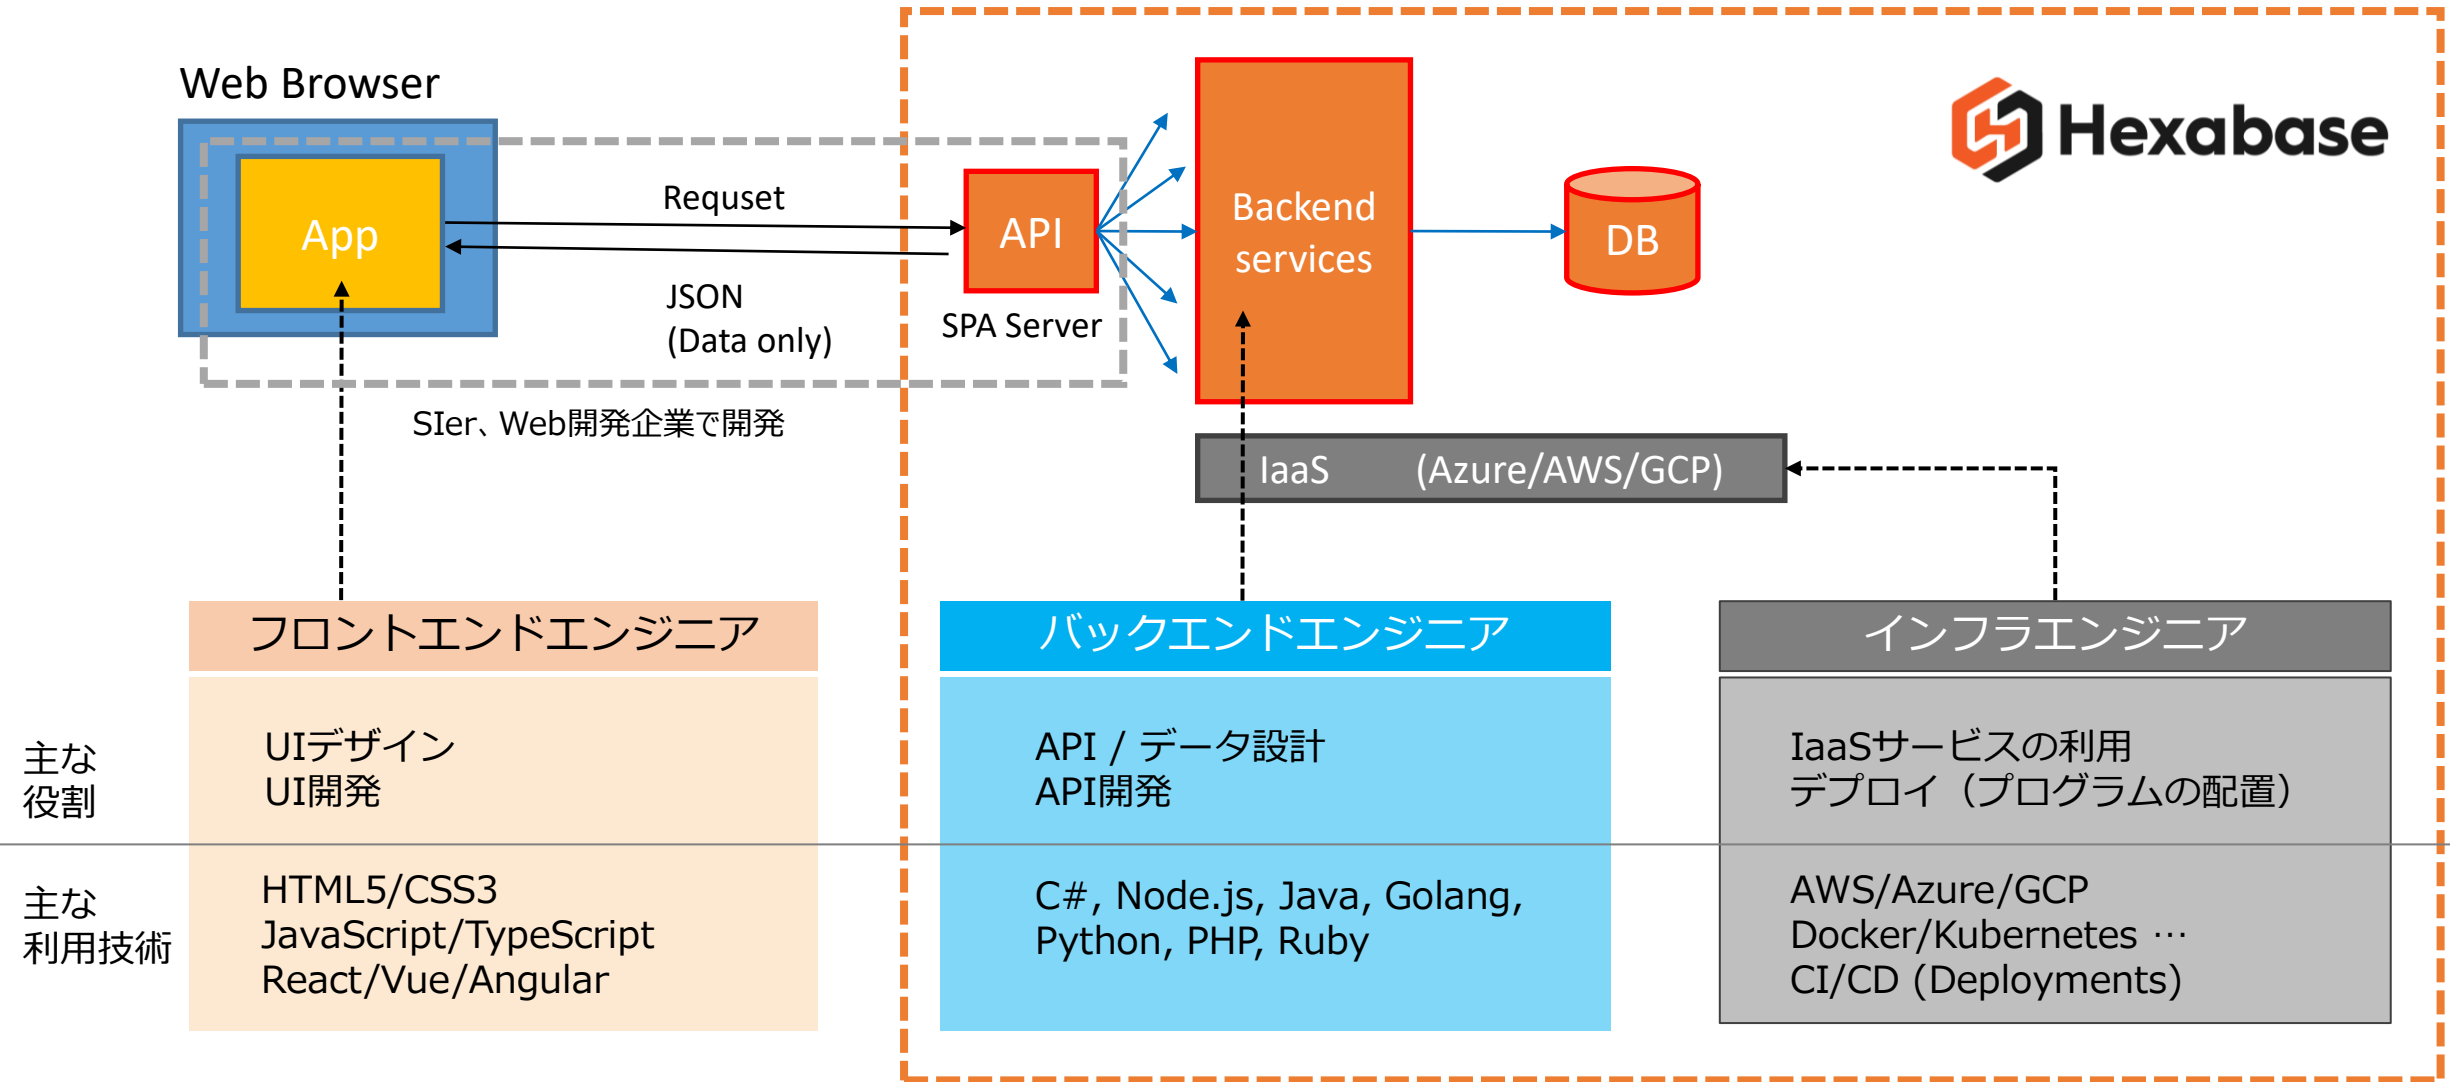 Web Browser
Hexabase
App
Requset
API
Backend
services
DB
JSON
(Data only)
SPA Server
SIer、Web開発企業で開発
IaaS (Azure/AWS/GCP)
フロントエンドエンジニア
バックエンドエンジニア
インフラエンジニア
主な
役割
UIデザイン
UI開発
API / データ設計
API開発
IaaSサービスの利用
デプロイ（プログラムの配置）
主な
利用技術
HTML5/CSS3
JavaScript/TypeScript
React/Vue/Angular
C#, Node.js, Java, Golang,
Python, PHP, Ruby
AWS/Azure/GCP
Docker/Kubernetes …
CI/CD (Deployments)